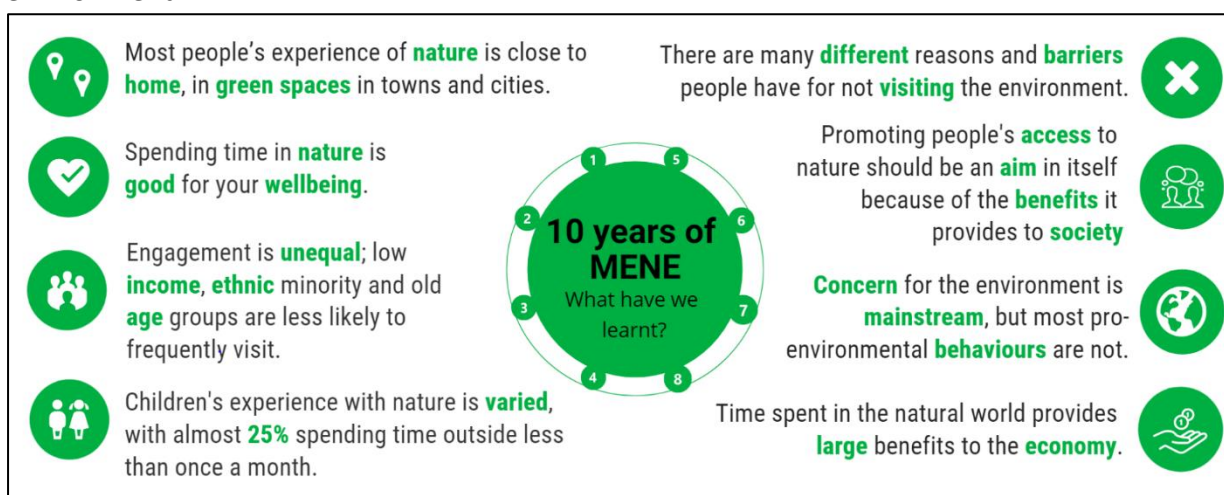 Most people's experience of nature is close to
home, in green spaces in towns and cities.
Spending time in nature is
good for your wellbeing.
Engagement is unequal; low
income, ethnic minority and old
age groups are less likely to
frequently visit.
Children's experience with nature is varied,
with almost 25% spending time outside less
than once a month.
1
2
3
4
5
6
7
8
10 years of
MENE
What have we
learnt?
There are many different reasons and barriers
people have for not visiting the environment.
Promoting people's access to
nature should be an aim in itself
because of the benefits it
provides to society
Concern for the environment is
mainstream, but most pro-
environmental behaviours are not.
Time spent in the natural world provides
large benefits to the economy.